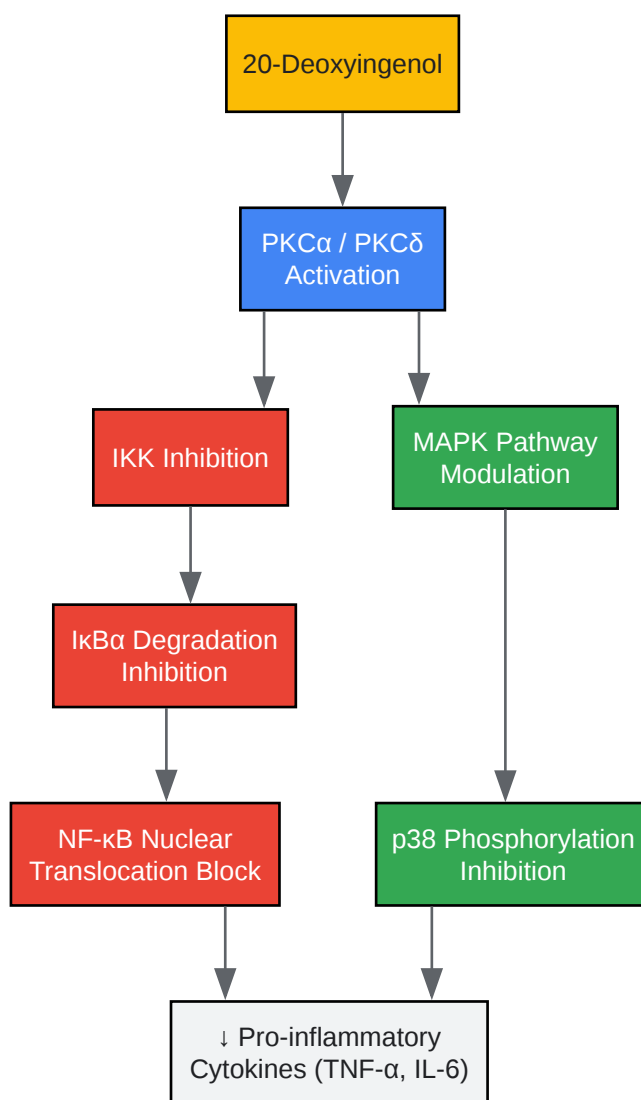 20-Deoxyingenol
PKCα / PKCδ
Activation
IKK Inhibition
MAPK Pathway
Modulation
IκBα Degradation
Inhibition
NF-κB Nuclear
Translocation Block
p38 Phosphorylation
Inhibition
↓ Pro-inflammatory
Cytokines (TNF-α, IL-6)